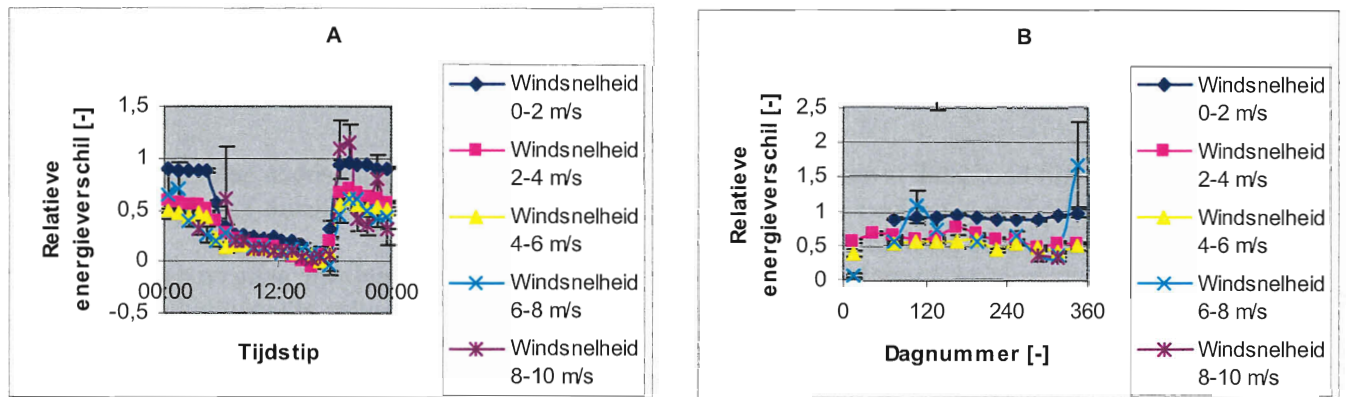 A
Relatieve
energieverschil [-]
1,5
1
0,5
0
-0,5
00:00
12:00
00:00
Tijdstip
Windsnelheid
0-2 m/s
Windsnelheid
2-4 m/s
Windsnelheid
4-6 m/s
Windsnelheid
6-8 m/s
Windsnelheid
8-10 m/s
B
Relatieve
energieverschil [-]
2,5
2
1,5
1
0,5
0
0
120
240
360
Dagnummer [-]
Windsnelheid
0-2 m/s
Windsnelheid
2-4 m/s
Windsnelheid
4-6 m/s
Windsnelheid
6-8 m/s
Windsnelheid
8-10 m/s